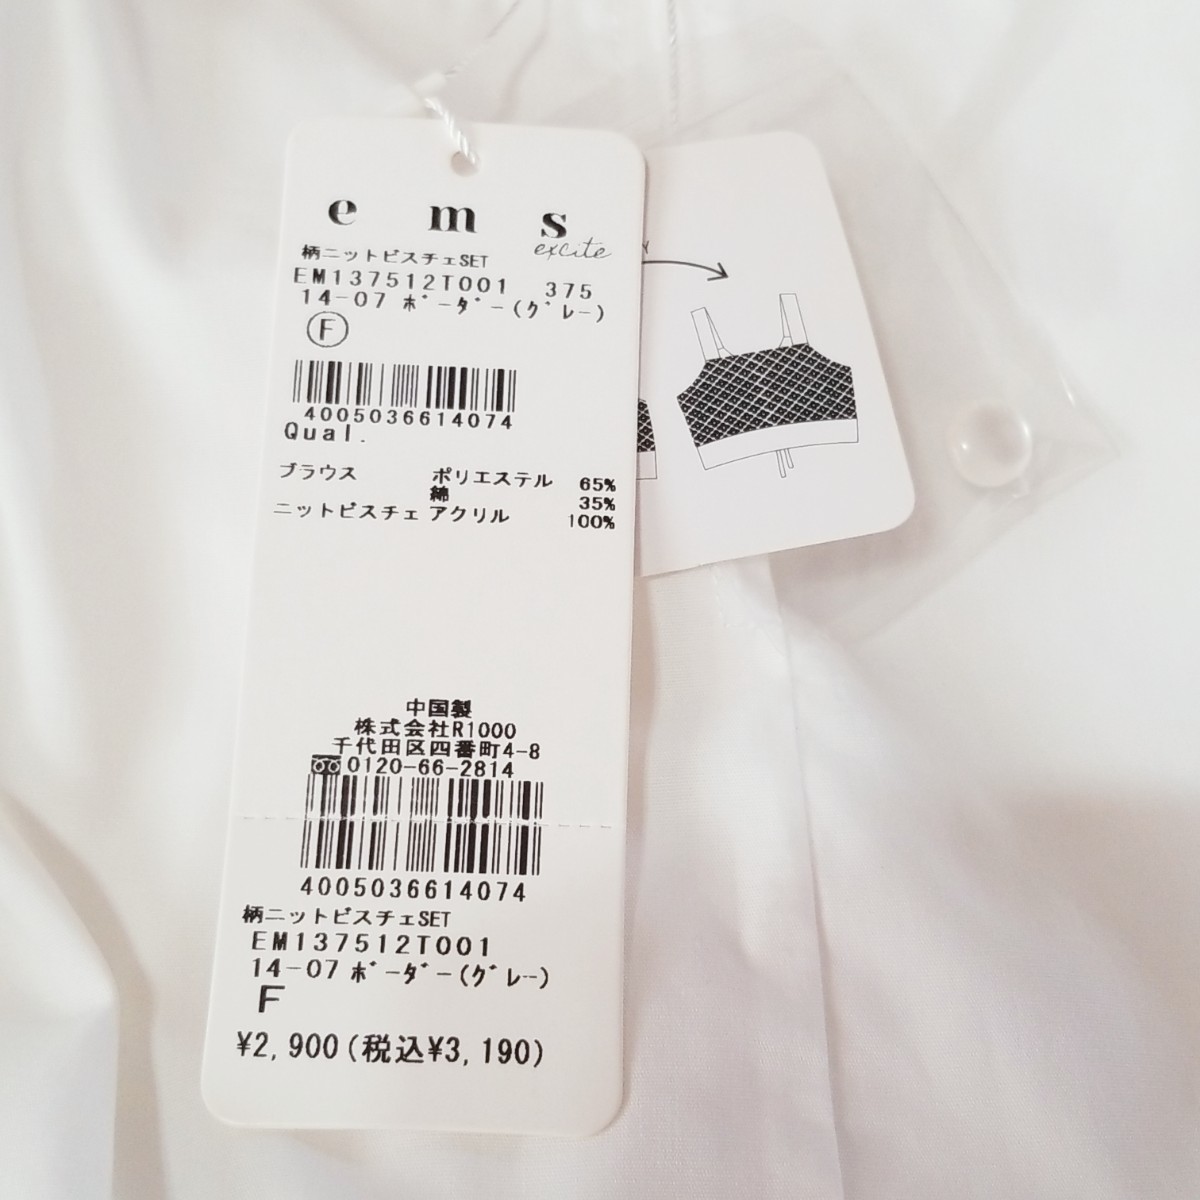 e m s
excite
柄ニットビスチェSET
EM137512T001 375
14-07 ﾎﾞｰﾀﾞｰ(ｸﾞﾚｰ)
F
4005036614074
Qual.
ブラウス ポリエステル 65%
綿 35%
ニットビスチェ アクリル 100%
中国製
株式会社R1000
千代田区四番町4-8
0120-66-2814
4005036614074
柄ニットビスチェSET
EM137512T001
14-07 ﾎﾞｰﾀﾞｰ(ｸﾞﾚｰ)
F
¥2,900(税込¥3,190)